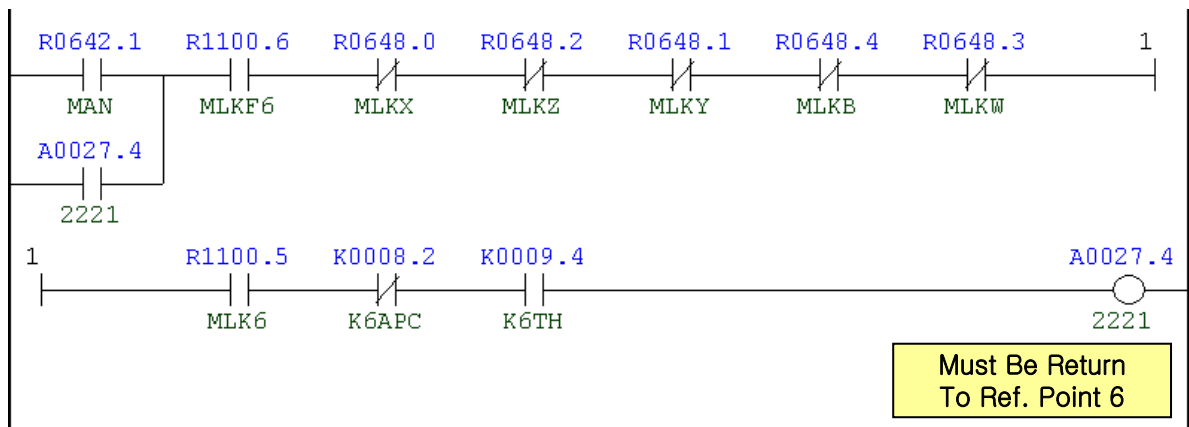 R0642.1 R1100.6 R0648.0 R0648.2 R0648.1 R0648.4 R0648.3 1
MAN MLKF6 MLKX MLKZ MLKY MLKB MLKW
A0027.4
2221
1 R1100.5 K0008.2 K0009.4 A0027.4
MLK6 K6APC K6TH 2221
Must Be Return
To Ref. Point 6